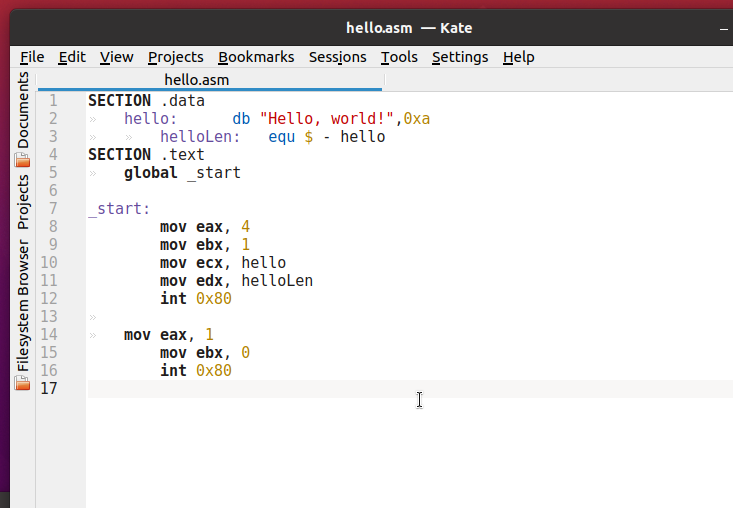 hello.asm — Kate
File Edit View Projects Bookmarks Sessions Tools Settings Help
hello.asm
Documents
Projects
Filesystem Browser
1 SECTION .data
2 » hello: db "Hello, world!",0xa
3 » » helloLen: equ $ - hello
4 SECTION .text
5 » global _start
6
7 _start:
8 mov eax, 4
9 mov ebx, 1
10 mov ecx, hello
11 mov edx, helloLen
12 int 0x80
13 »
14 » mov eax, 1
15 mov ebx, 0
16 int 0x80
17